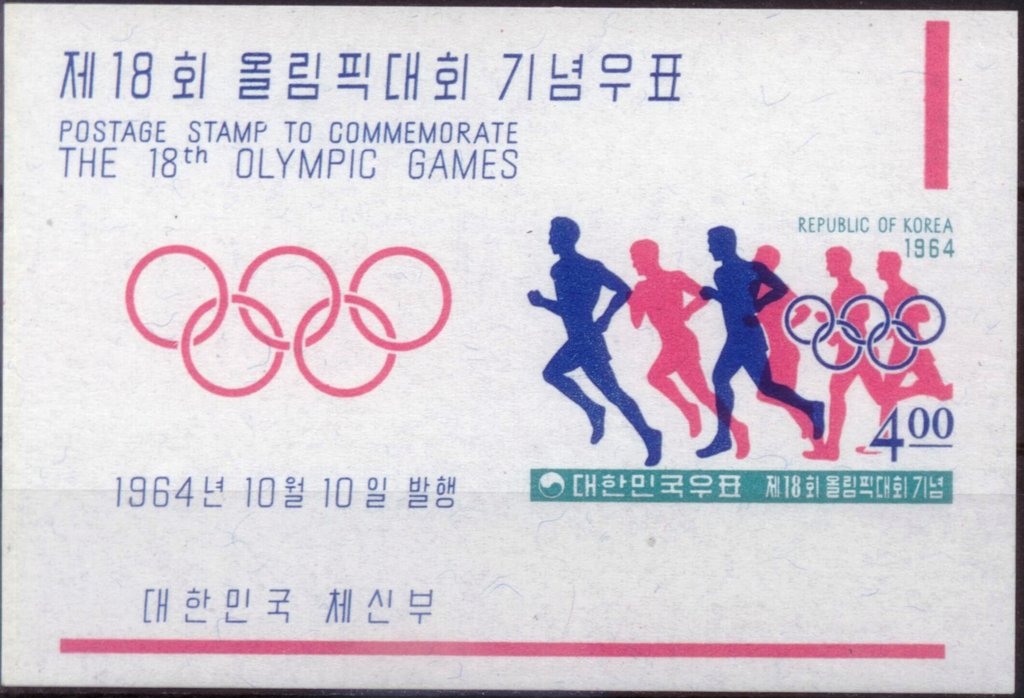 제18회 올림픽대회 기념우표
POSTAGE STAMP TO COMMEMORATE
THE 18th OLYMPIC GAMES
REPUBLIC OF KOREA
1964
4.00
대한민국우표 제18회 올림픽대회기념
1964년 10월 10일 발행
대한민국 체신부